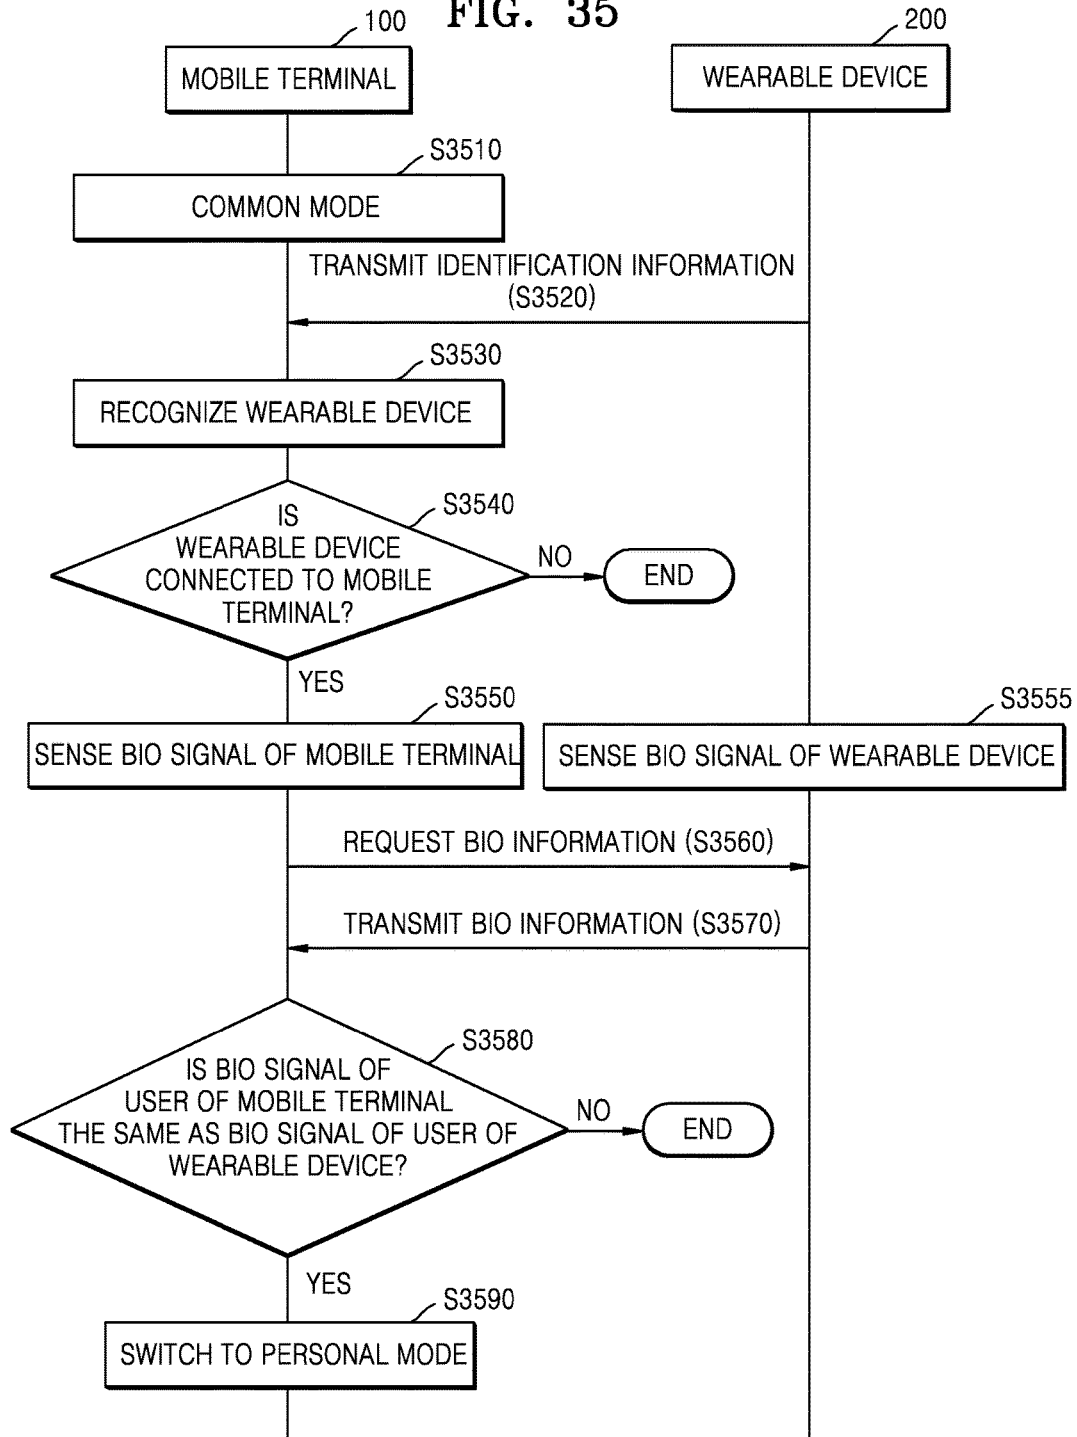 FIG. 35
100
200
MOBILE TERMINAL
WEARABLE DEVICE
S3510
COMMON MODE
TRANSMIT IDENTIFICATION INFORMATION
(S3520)
S3530
RECOGNIZE WEARABLE DEVICE
S3540
IS
WEARABLE DEVICE
CONNECTED TO MOBILE
TERMINAL?
NO
END
YES
S3550
S3555
SENSE BIO SIGNAL OF MOBILE TERMINAL
SENSE BIO SIGNAL OF WEARABLE DEVICE
REQUEST BIO INFORMATION (S3560)
TRANSMIT BIO INFORMATION (S3570)
S3580
IS BIO SIGNAL OF
USER OF MOBILE TERMINAL
THE SAME AS BIO SIGNAL OF USER OF
WEARABLE DEVICE?
NO
END
YES
S3590
SWITCH TO PERSONAL MODE